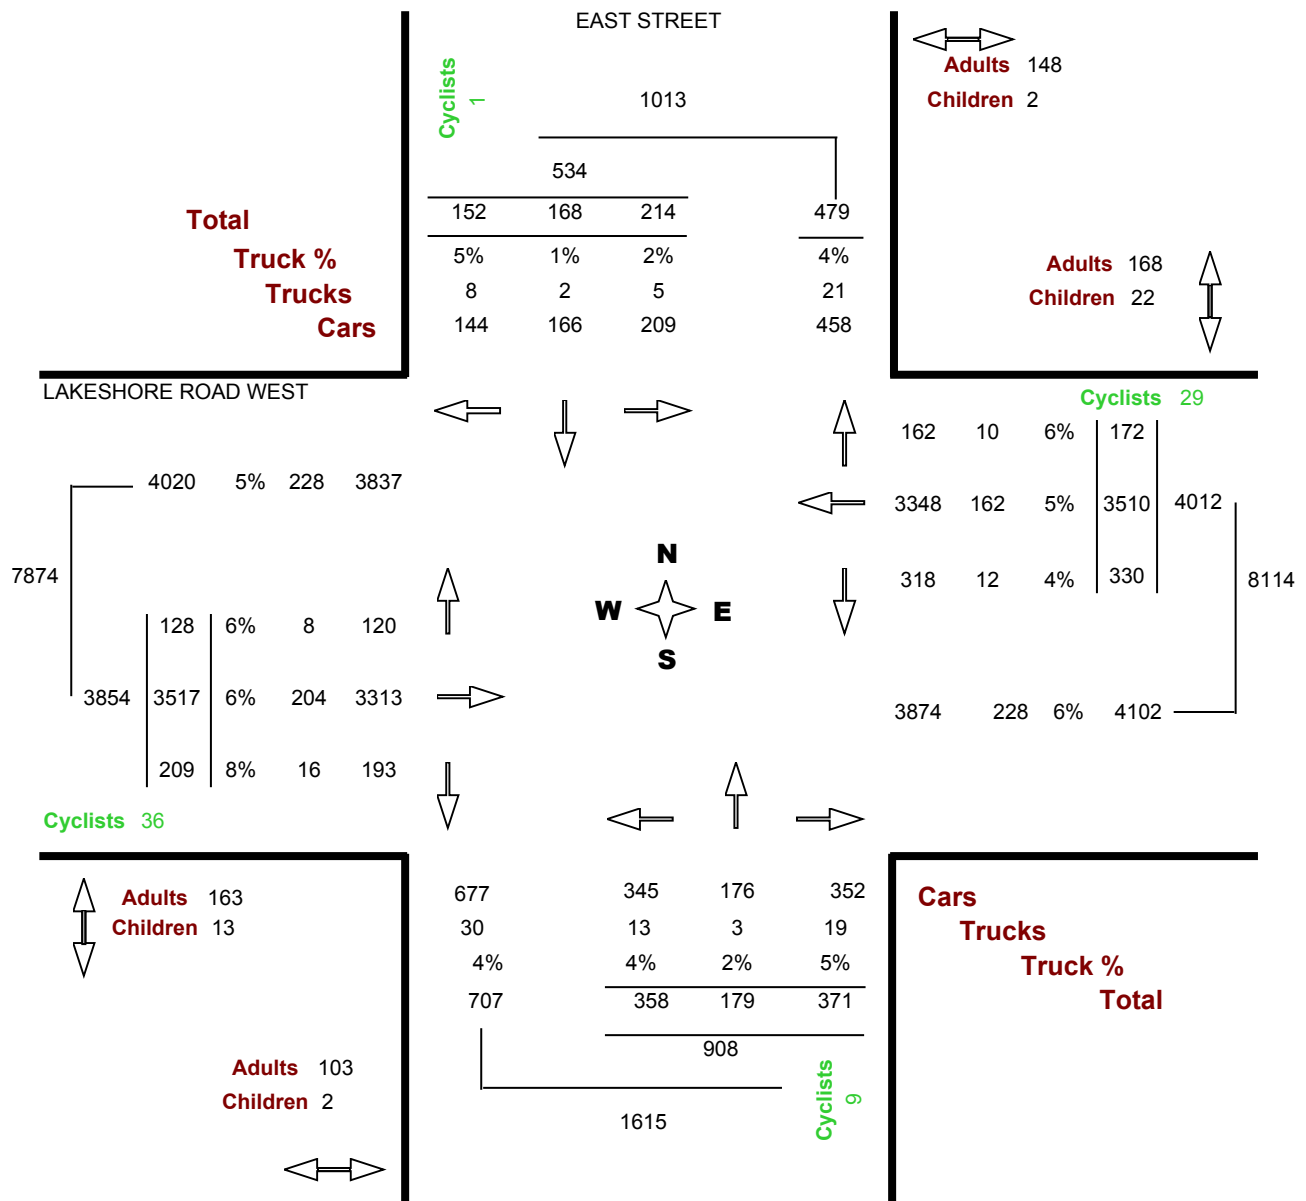 EAST STREET
Cyclists 1
1013
Adults 148
Children 2
534
Total 152 168 214 479
Truck % 5% 1% 2% 4%
Trucks 8 2 5 21
Cars 144 166 209 458
Adults 168
Children 22
LAKESHORE ROAD WEST
Cyclists 29
162 10 6% 172
4020 5% 228 3837
3348 162 5% 3510 4012
7874
N
W E
S
318 12 4% 330
8114
128 6% 8 120
3854 3517 6% 204 3313
3874 228 6% 4102
209 8% 16 193
Cyclists 36
Adults 163
Children 13
677 345 176 352 Cars
30 13 3 19 Trucks
4% 4% 2% 5% Truck %
707 358 179 371 Total
908
Adults 103
Children 2
Cyclists 9
1615